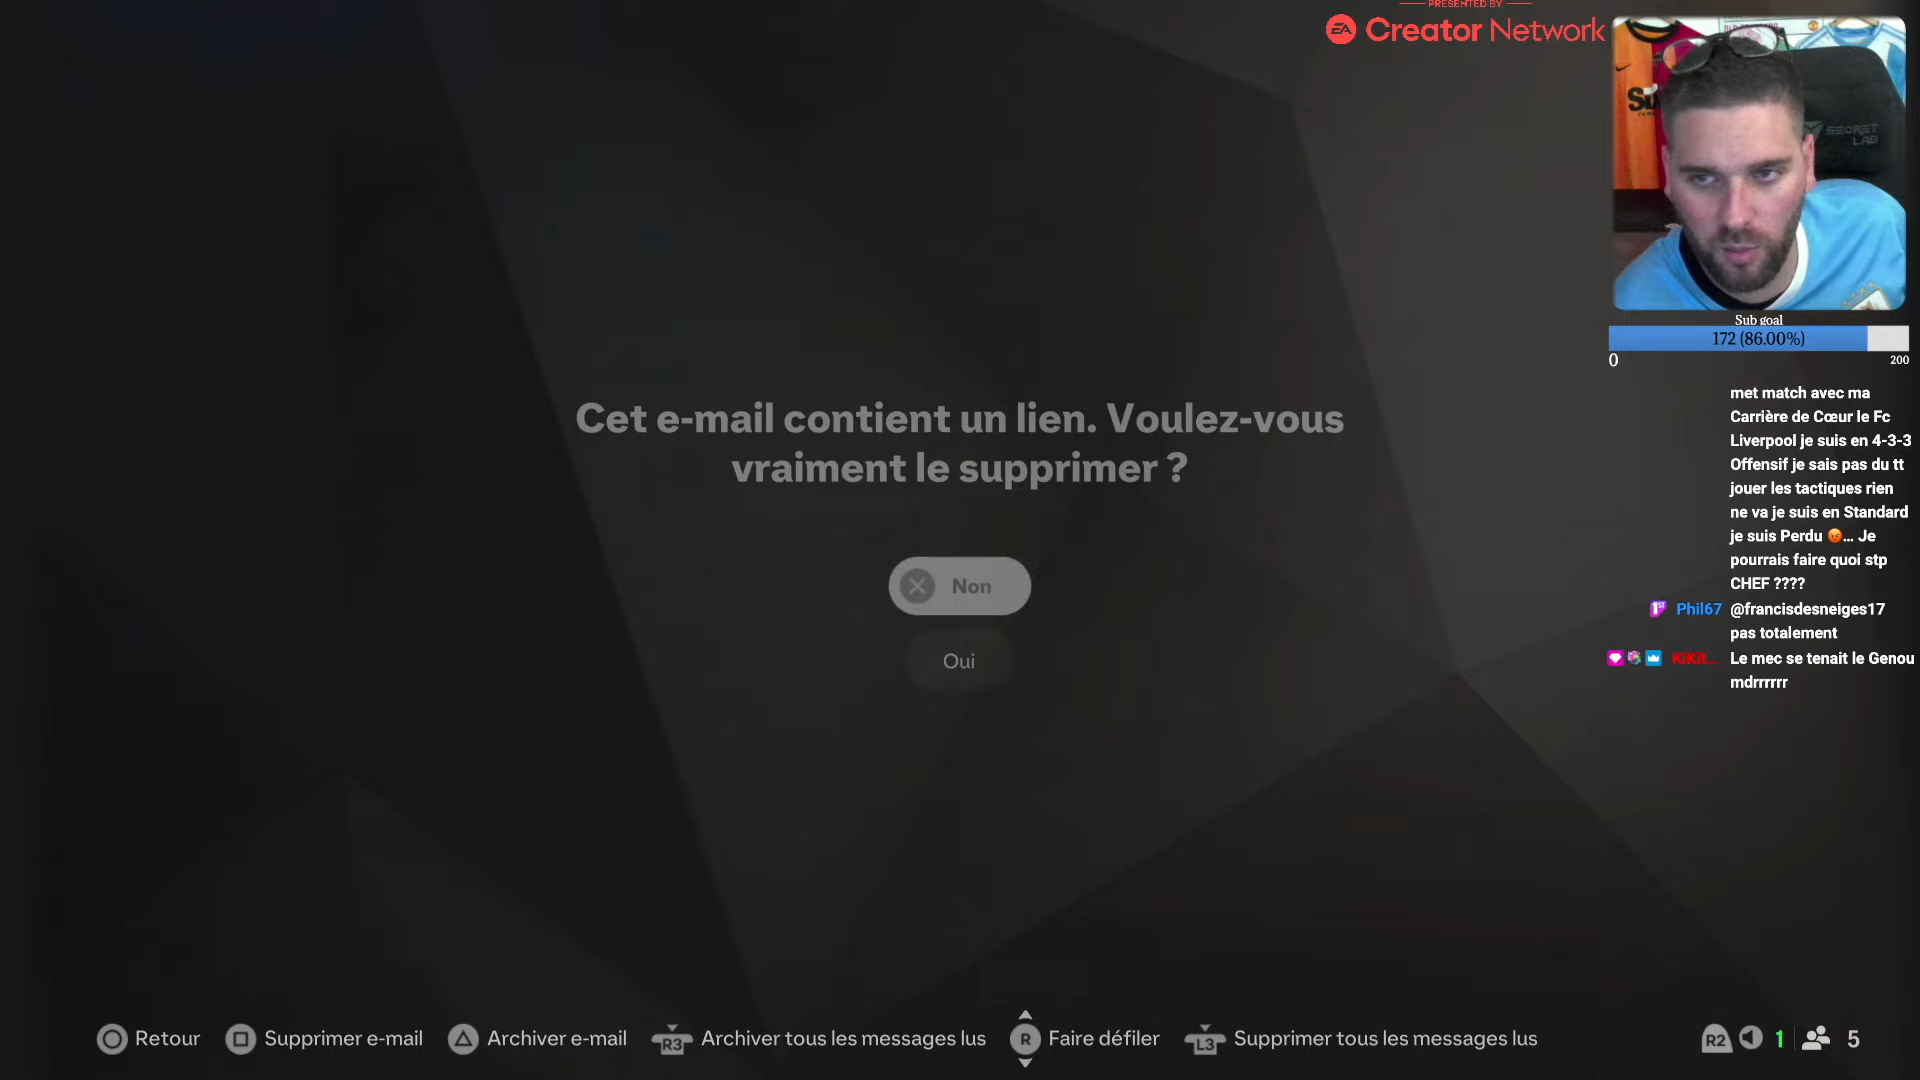 PRESENTED BY
EA Creator Network
SECRET
LAB
Sub goal
172 (86.00%)
0
200
met match avec ma
Carrière de Cœur le Fc
Liverpool je suis en 4-3-3
Offensif je sais pas du tt
jouer les tactiques rien
ne va je suis en Standard
je suis Perdu 😡... Je
pourrais faire quoi stp
CHEF ????
Phil67 @francisdesneiges17
pas totalement
KiKit... Le mec se tenait le Genou
mdrrrrrr
Cet e-mail contient un lien. Voulez-vous
vraiment le supprimer ?
Non
Oui
Retour Supprimer e-mail Archiver e-mail R3 Archiver tous les messages lus R Faire défiler L3 Supprimer tous les messages lus R2 1 5